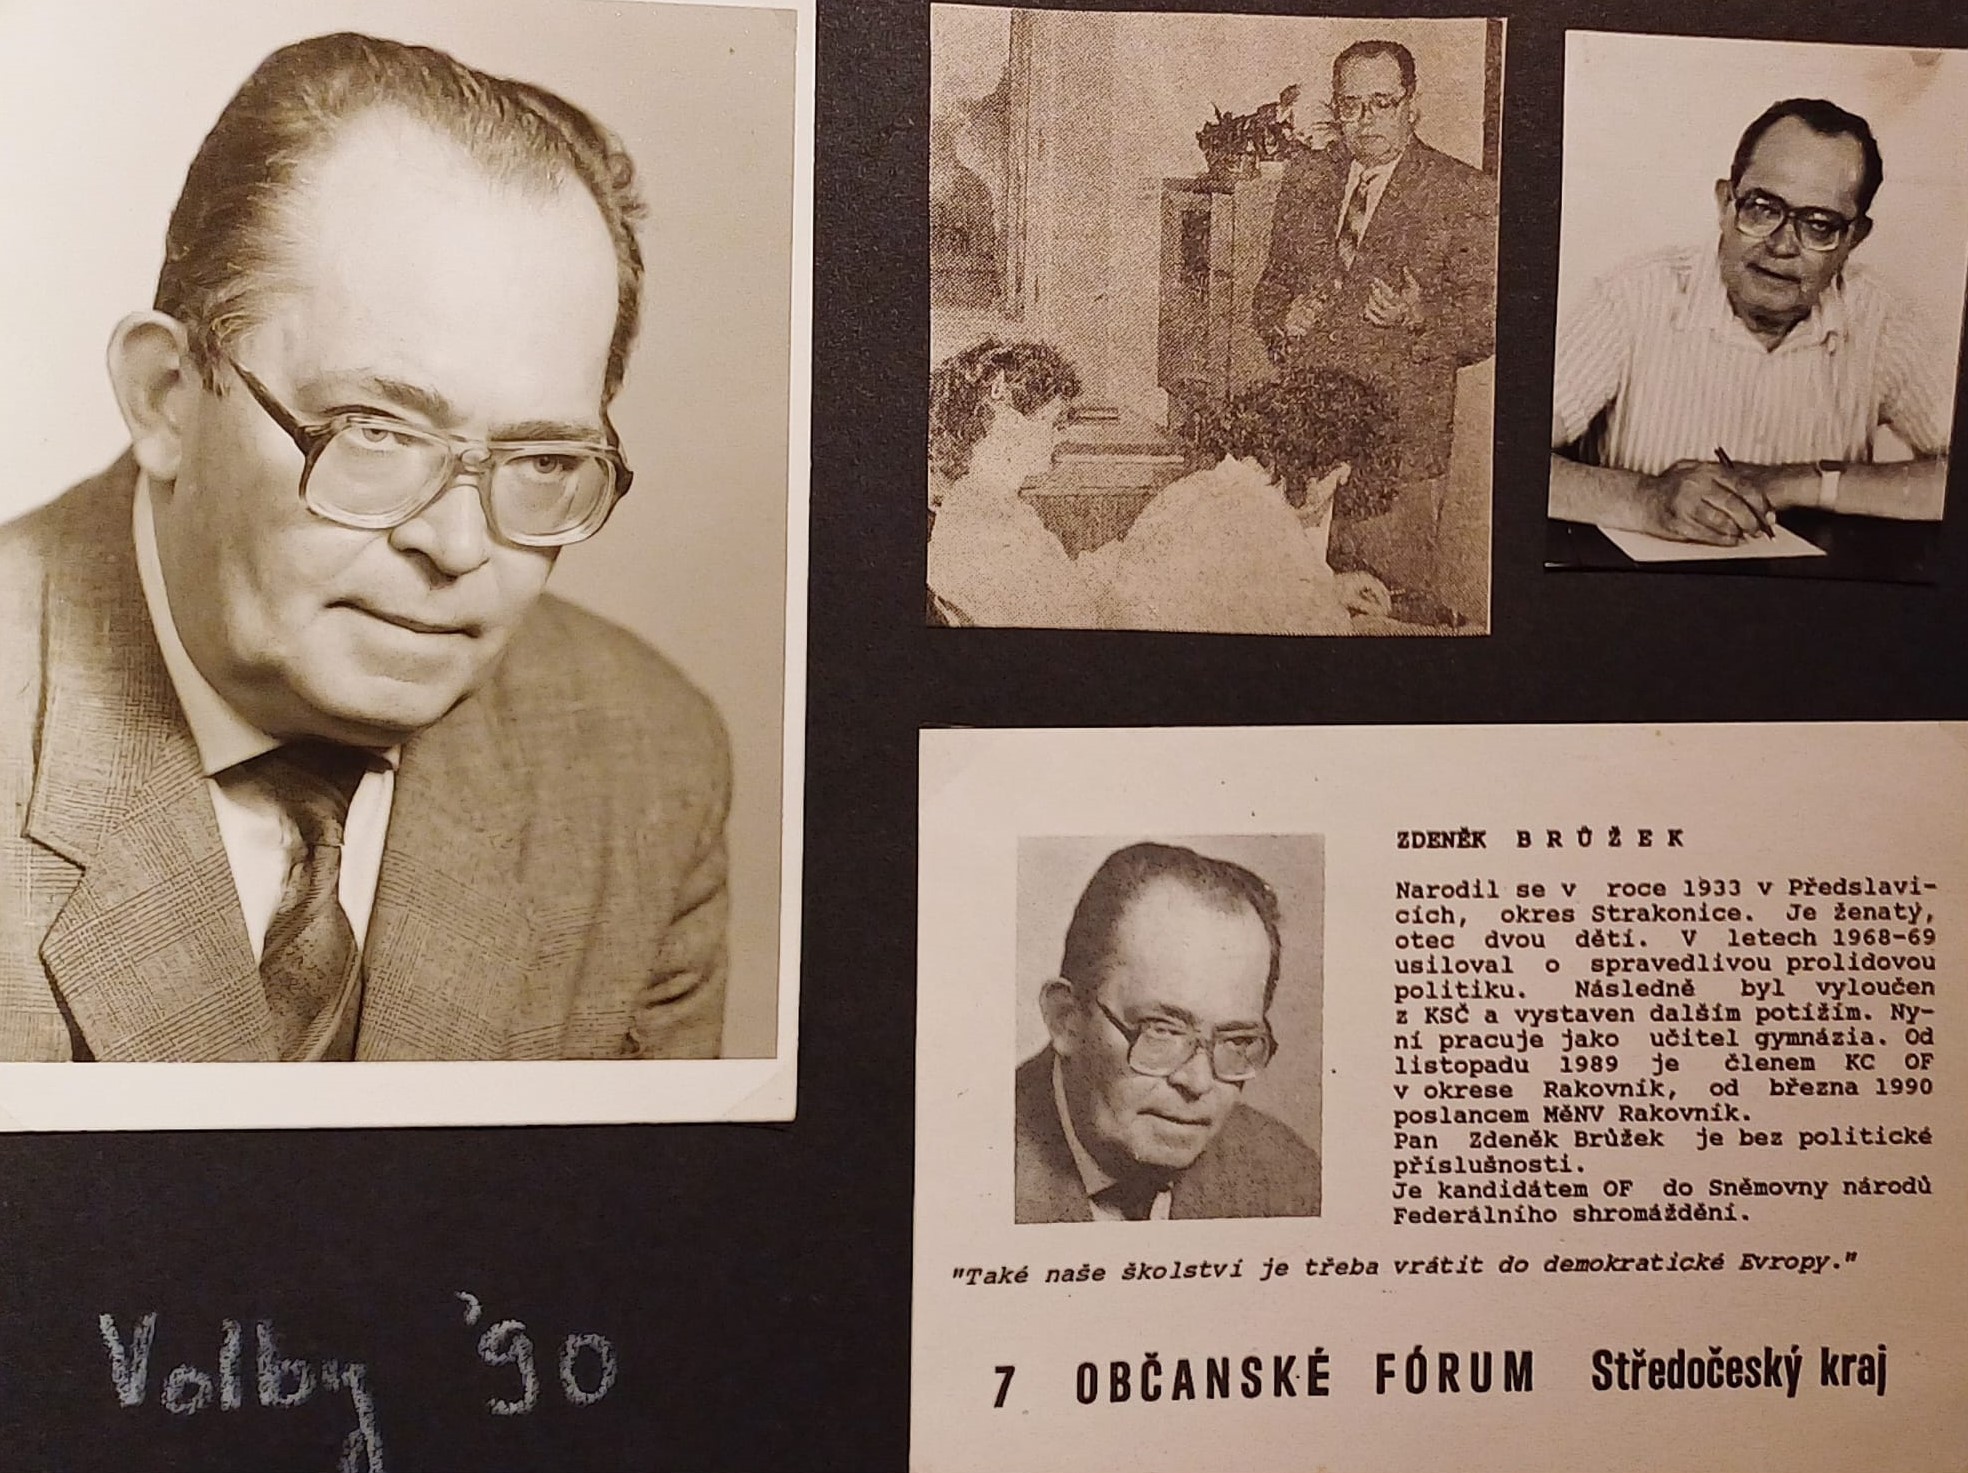 ZDENĚK BRŮŽEK
Narodil se v roce 1933 v Předslavi-
cích, okres Strakonice. Je ženatý,
otec dvou dětí. V letech 1968-69
usiloval o spravedlivou prolidovou
politiku. Následně byl vyloučen
z KSČ a vystaven dalším potížím. Ny-
ní pracuje jako učitel gymnázia. Od
listopadu 1989 je členem KC OF
v okrese Rakovník, od března 1990
poslancem MěNV Rakovník.
Pan Zdeněk Brůžek je bez politické
příslušnosti.
Je kandidátem OF do Sněmovny národů
Federálního shromáždění.
"Také naše školství je třeba vrátit do demokratické Evropy."
7 OBČANSKÉ FÓRUM Středočeský kraj
Volby '90